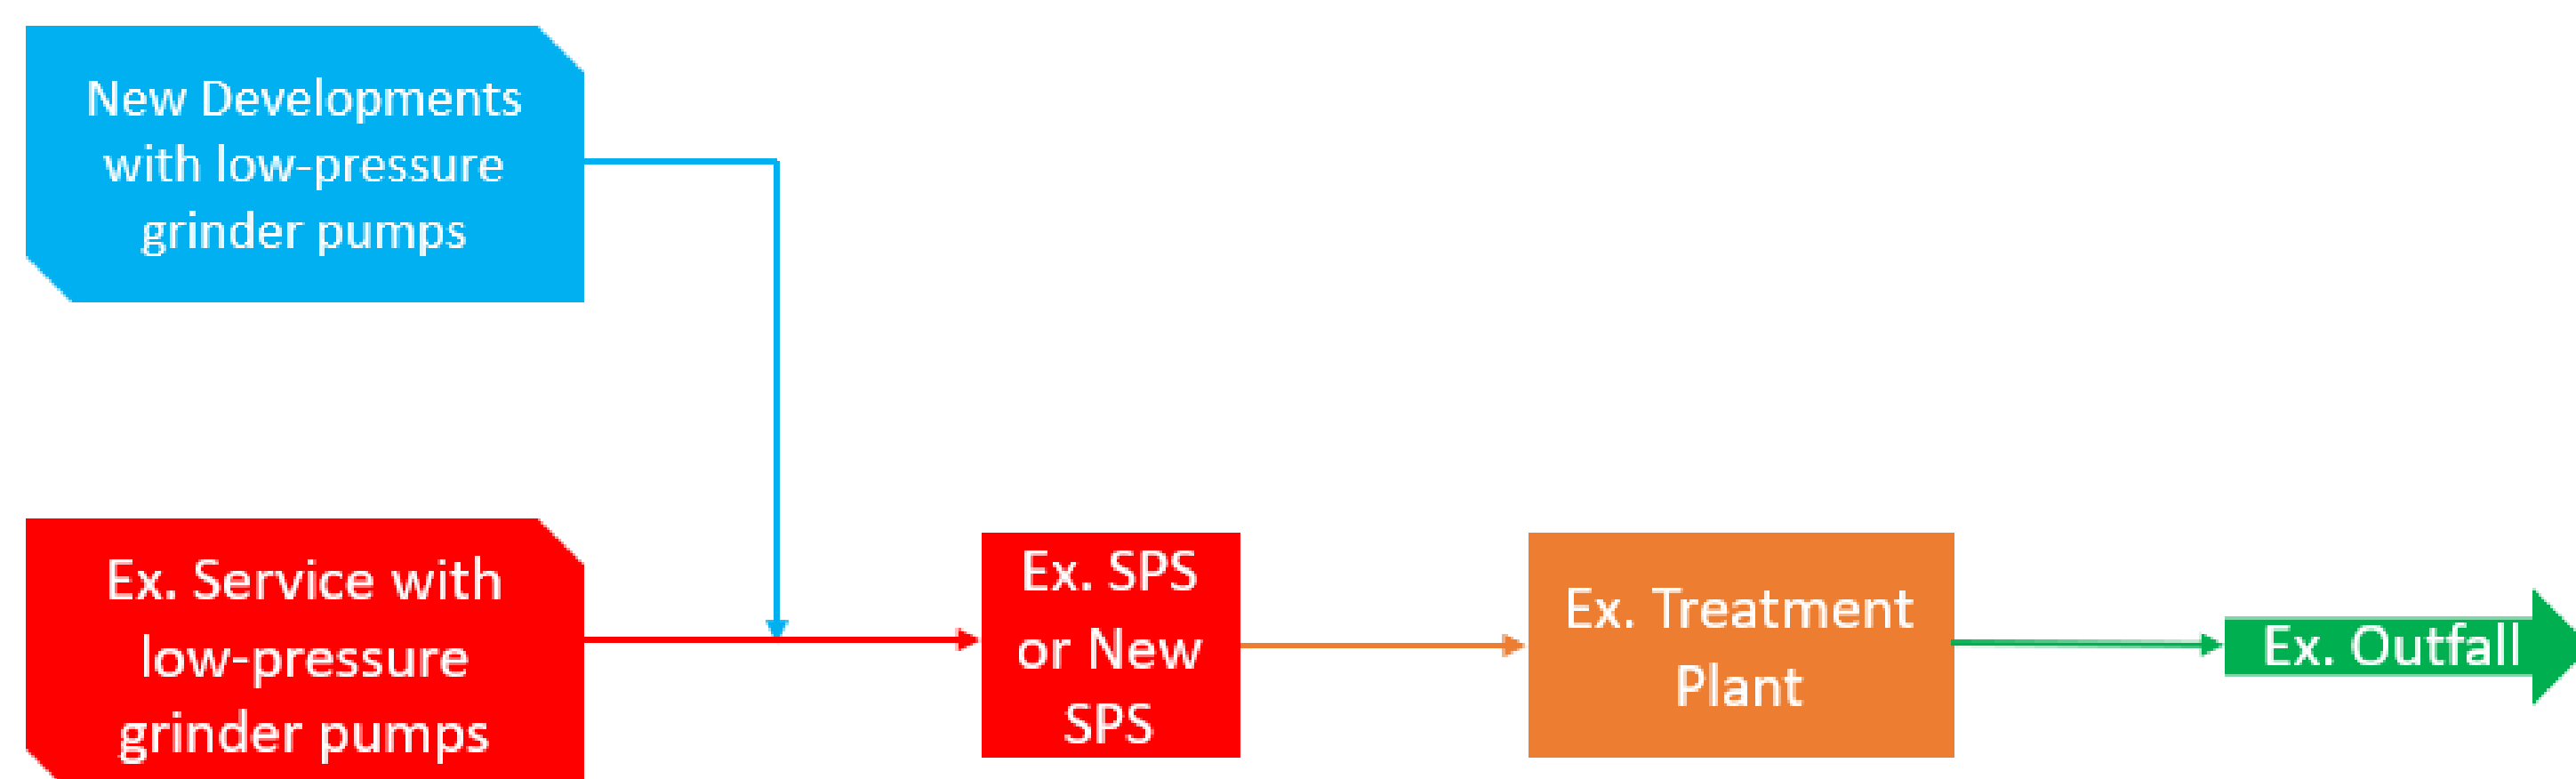 New Developments
with low-pressure
grinder pumps
Ex. Service with
low-pressure
grinder pumps
Ex. SPS
or New
SPS
Ex. Treatment
Plant
Ex. Outfall